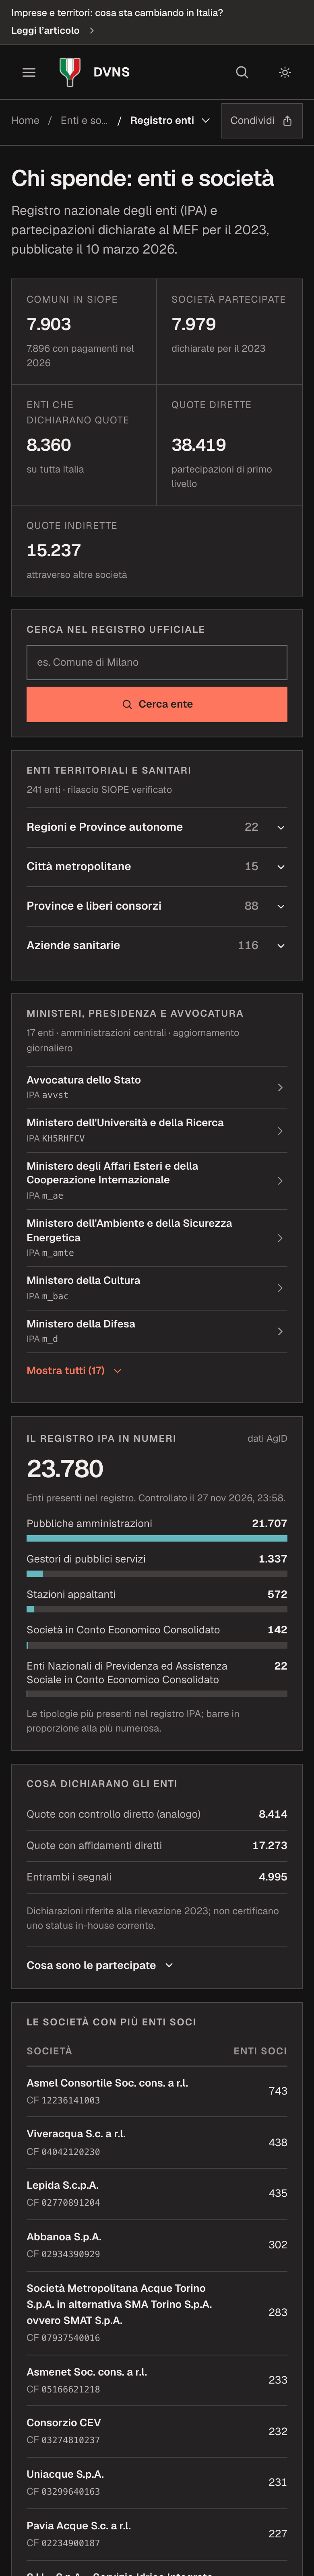 Imprese e territori: cosa sta cambiando in Italia?
Leggi l'articolo
DVNS
Home / Enti e so... / Registro enti
Condividi
Chi spende: enti e società
Registro nazionale degli enti (IPA) e
partecipazioni dichiarate al MEF per il 2023,
pubblicate il 10 marzo 2026.
COMUNI IN SIOPE
7.903
7.896 con pagamenti nel
2026
SOCIETÀ PARTECIPATE
7.979
dichiarate per il 2023
ENTI CHE
DICHIARANO QUOTE
8.360
su tutta Italia
QUOTE DIRETTE
38.419
partecipazioni di primo
livello
QUOTE INDIRETTE
15.237
attraverso altre società
CERCA NEL REGISTRO UFFICIALE
es. Comune di Milano
Cerca ente
ENTI TERRITORIALI E SANITARI
241 enti · rilascio SIOPE verificato
Regioni e Province autonome 22
Città metropolitane 15
Province e liberi consorzi 88
Aziende sanitarie 116
MINISTERI, PRESIDENZA E AVVOCATURA
17 enti · amministrazioni centrali · aggiornamento
giornaliero
Avvocatura dello Stato
IPA avvst
Ministero dell'Università e della Ricerca
IPA KH5RHFCV
Ministero degli Affari Esteri e della
Cooperazione Internazionale
IPA m_ae
Ministero dell'Ambiente e della Sicurezza
Energetica
IPA m_amte
Ministero della Cultura
IPA m_bac
Ministero della Difesa
IPA m_d
Mostra tutti (17)
IL REGISTRO IPA IN NUMERI
dati AgID
23.780
Enti presenti nel registro. Controllato il 27 nov 2026, 23:58.
Pubbliche amministrazioni 21.707
Gestori di pubblici servizi 1.337
Stazioni appaltanti 572
Società in Conto Economico Consolidato 142
Enti Nazionali di Previdenza ed Assistenza 22
Sociale in Conto Economico Consolidato
Le tipologie più presenti nel registro IPA; barre in
proporzione alla più numerosa.
COSA DICHIARANO GLI ENTI
Quote con controllo diretto (analogo) 8.414
Quote con affidamenti diretti 17.273
Entrambi i segnali 4.995
Dichiarazioni riferite alla rilevazione 2023; non certificano
uno status in-house corrente.
Cosa sono le partecipate
LE SOCIETÀ CON PIÙ ENTI SOCI
SOCIETÀ ENTI SOCI
Asmel Consortile Soc. cons. a r.l. 743
CF 12236141003
Viveracqua S.c. a r.l. 438
CF 04042120230
Lepida S.c.p.A. 435
CF 02770891204
Abbanoa S.p.A. 302
CF 02934390929
Società Metropolitana Acque Torino
S.p.A. in alternativa SMA Torino S.p.A. 283
ovvero SMAT S.p.A.
CF 07937540016
Asmenet Soc. cons. a r.l. 233
CF 05166621218
Consorzio CEV 232
CF 03274810237
Uniacque S.p.A. 231
CF 03299640163
Pavia Acque S.c. a r.l. 227
CF 02234900187